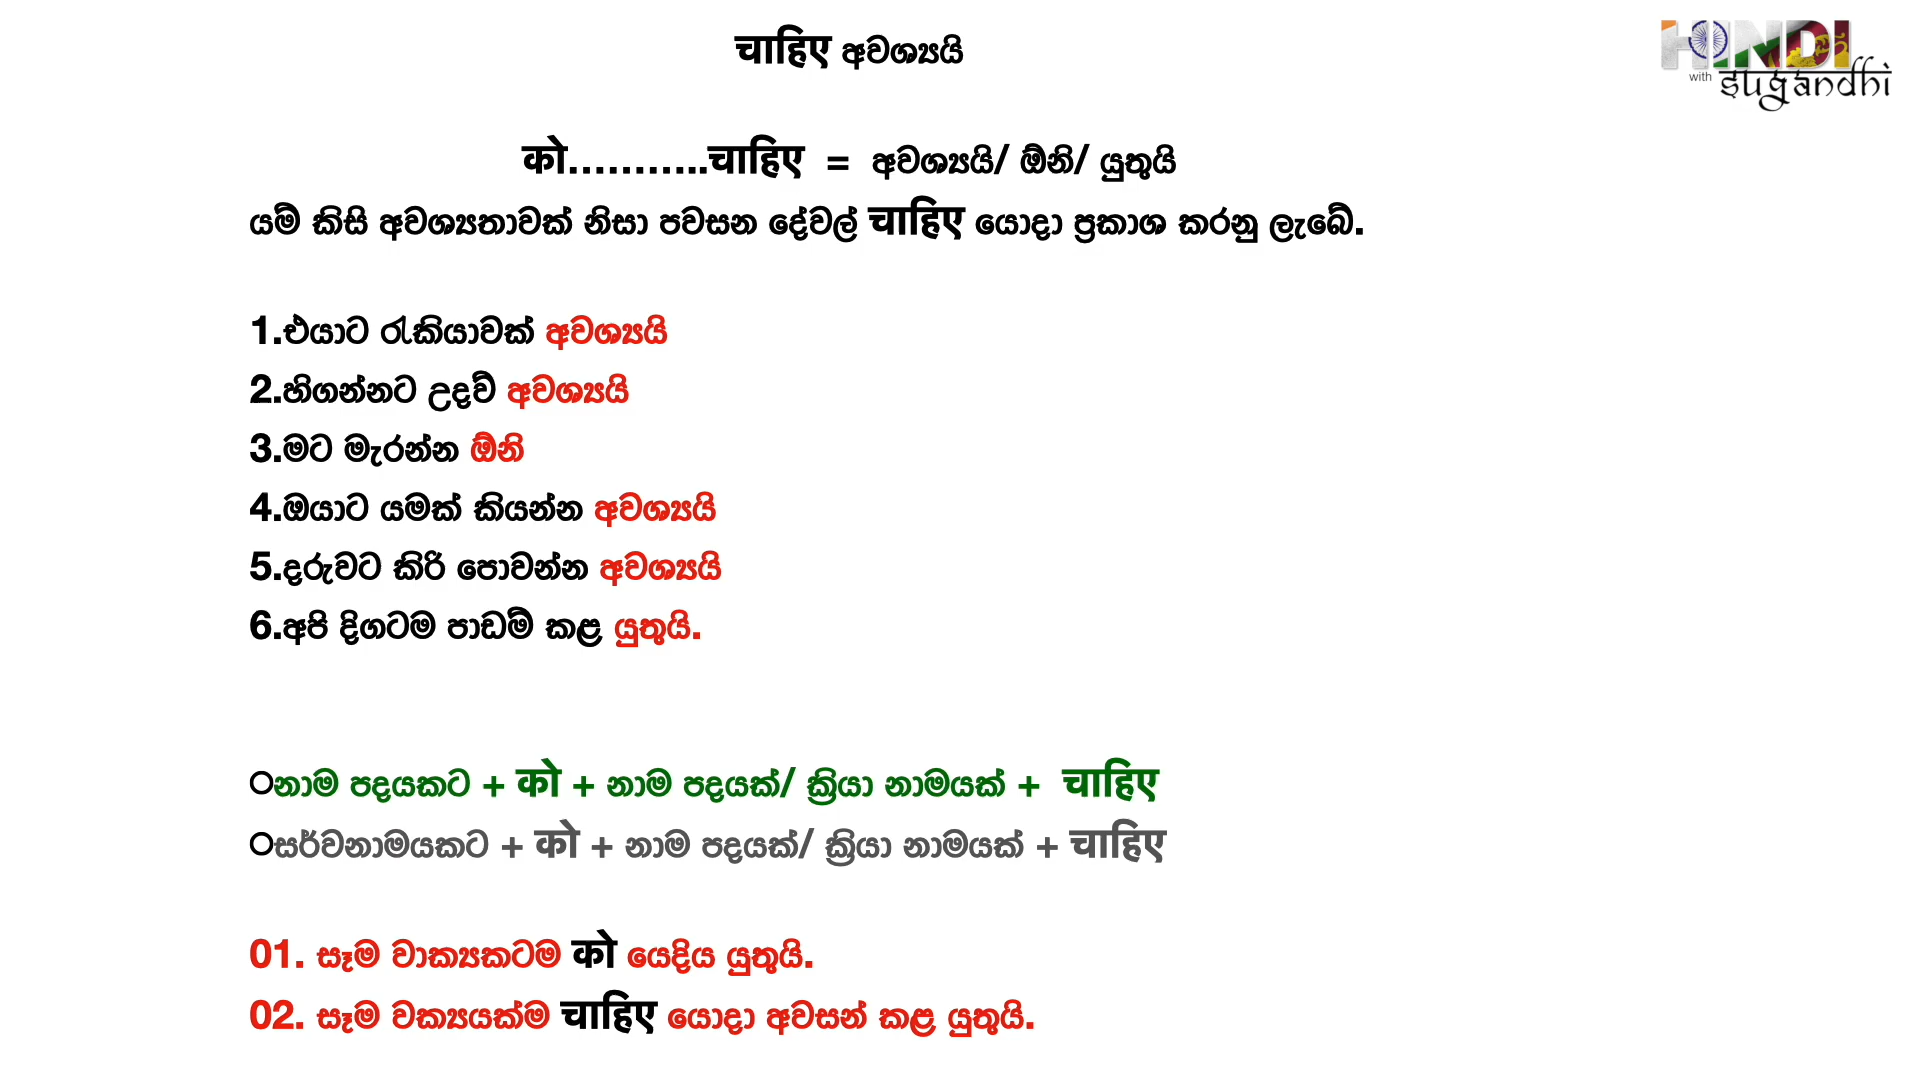 चाहिए අවශ්‍යයි
HINDI
with sugandhi
को...........चाहिए = අවශ්‍යයි/ ඕනි/ යුතුයි
යම් කිසි අවශ්‍යතාවක් නිසා පවසන දේවල් चाहिए යොදා ප්‍රකාශ කරනු ලැබේ.
1.එයාට රැකියාවක් අවශ්‍යයි
2.හිගන්නට උදව් අවශ්‍යයි
3.මට මැරන්න ඕනි
4.ඔයාට යමක් කියන්න අවශ්‍යයි
5.දරුවට කිරි පොවන්න අවශ්‍යයි
6.අපි දිගටම පාඩම් කළ යුතුයි.
○නාම පදයකට + को + නාම පදයක්/ ක්‍රියා නාමයක් + चाहिए
○සර්වනාමයකට + को + නාම පදයක්/ ක්‍රියා නාමයක් + चाहिए
01. සෑම වාක්‍යකටම को යෙදිය යුතුයි.
02. සෑම වක්‍යයක්ම चाहिए යොදා අවසන් කළ යුතුයි.